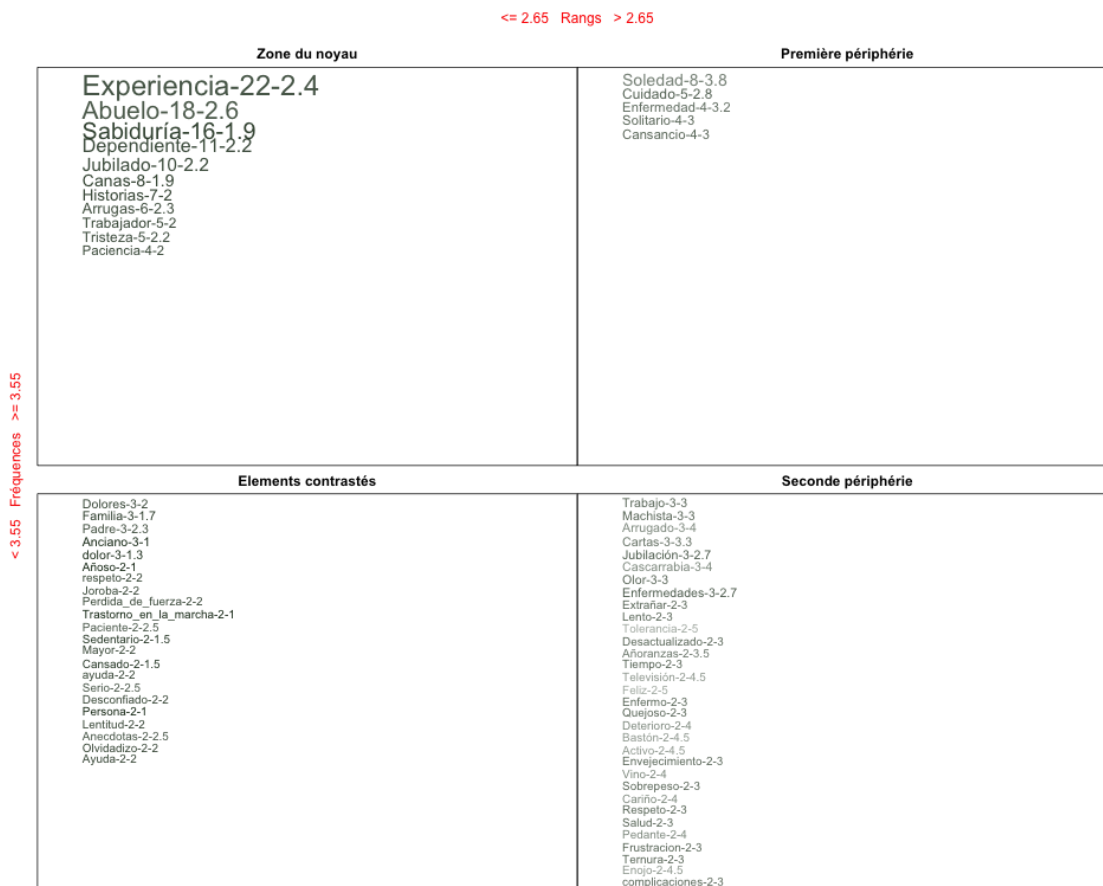 <= 2.65 Rangs > 2.65
Zone du noyau
Experiencia-22-2.4
Abuelo-18-2.6
Sabiduría-16-1.9
Dependiente-11-2.2
Jubilado-10-2.2
Canas-8-1.9
Historias-7-2
Arrugas-6-2.3
Trabajador-5-2
Tristeza-5-2.2
Paciencia-4-2
Première périphérie
Soledad-8-3.8
Cuidado-5-2.8
Enfermedad-4-3.2
Solitario-4-3
Cansancio-4-3
< 3.55 Fréquences >= 3.55
Elements contrastés
Dolores-3-2
Familia-3-1.7
Padre-3-2.3
Anciano-3-1
dolor-3-1.3
Añoso-2-1
respeto-2-2
Joroba-2-2
Perdida_de_fuerza-2-2
Trastorno_en_la_marcha-2-1
Paciente-2-2.5
Sedentario-2-1.5
Mayor-2-2
Cansado-2-1.5
ayuda-2-2
Serio-2-2.5
Desconfiado-2-2
Persona-2-1
Lentitud-2-2
Anecdotas-2-2.5
Olvidadizo-2-2
Ayuda-2-2
Seconde périphérie
Trabajo-3-3
Machista-3-3
Arrugado-3-4
Cartas-3-3.3
Jubilación-3-2.7
Cascarrabia-3-4
Olor-3-3
Enfermedades-3-2.7
Extrañar-2-3
Lento-2-3
Tolerancia-2-5
Desactualizado-2-3
Añoranzas-2-3.5
Tiempo-2-3
Televisión-2-4.5
Feliz-2-5
Enfermo-2-3
Quejoso-2-3
Deterioro-2-4
Bastón-2-4.5
Activo-2-4.5
Envejecimiento-2-3
Vino-2-4
Sobrepeso-2-3
Cariño-2-4
Respeto-2-3
Salud-2-3
Pedante-2-4
Frustracion-2-3
Ternura-2-3
Enojo-2-4.5
complicaciones-2-3